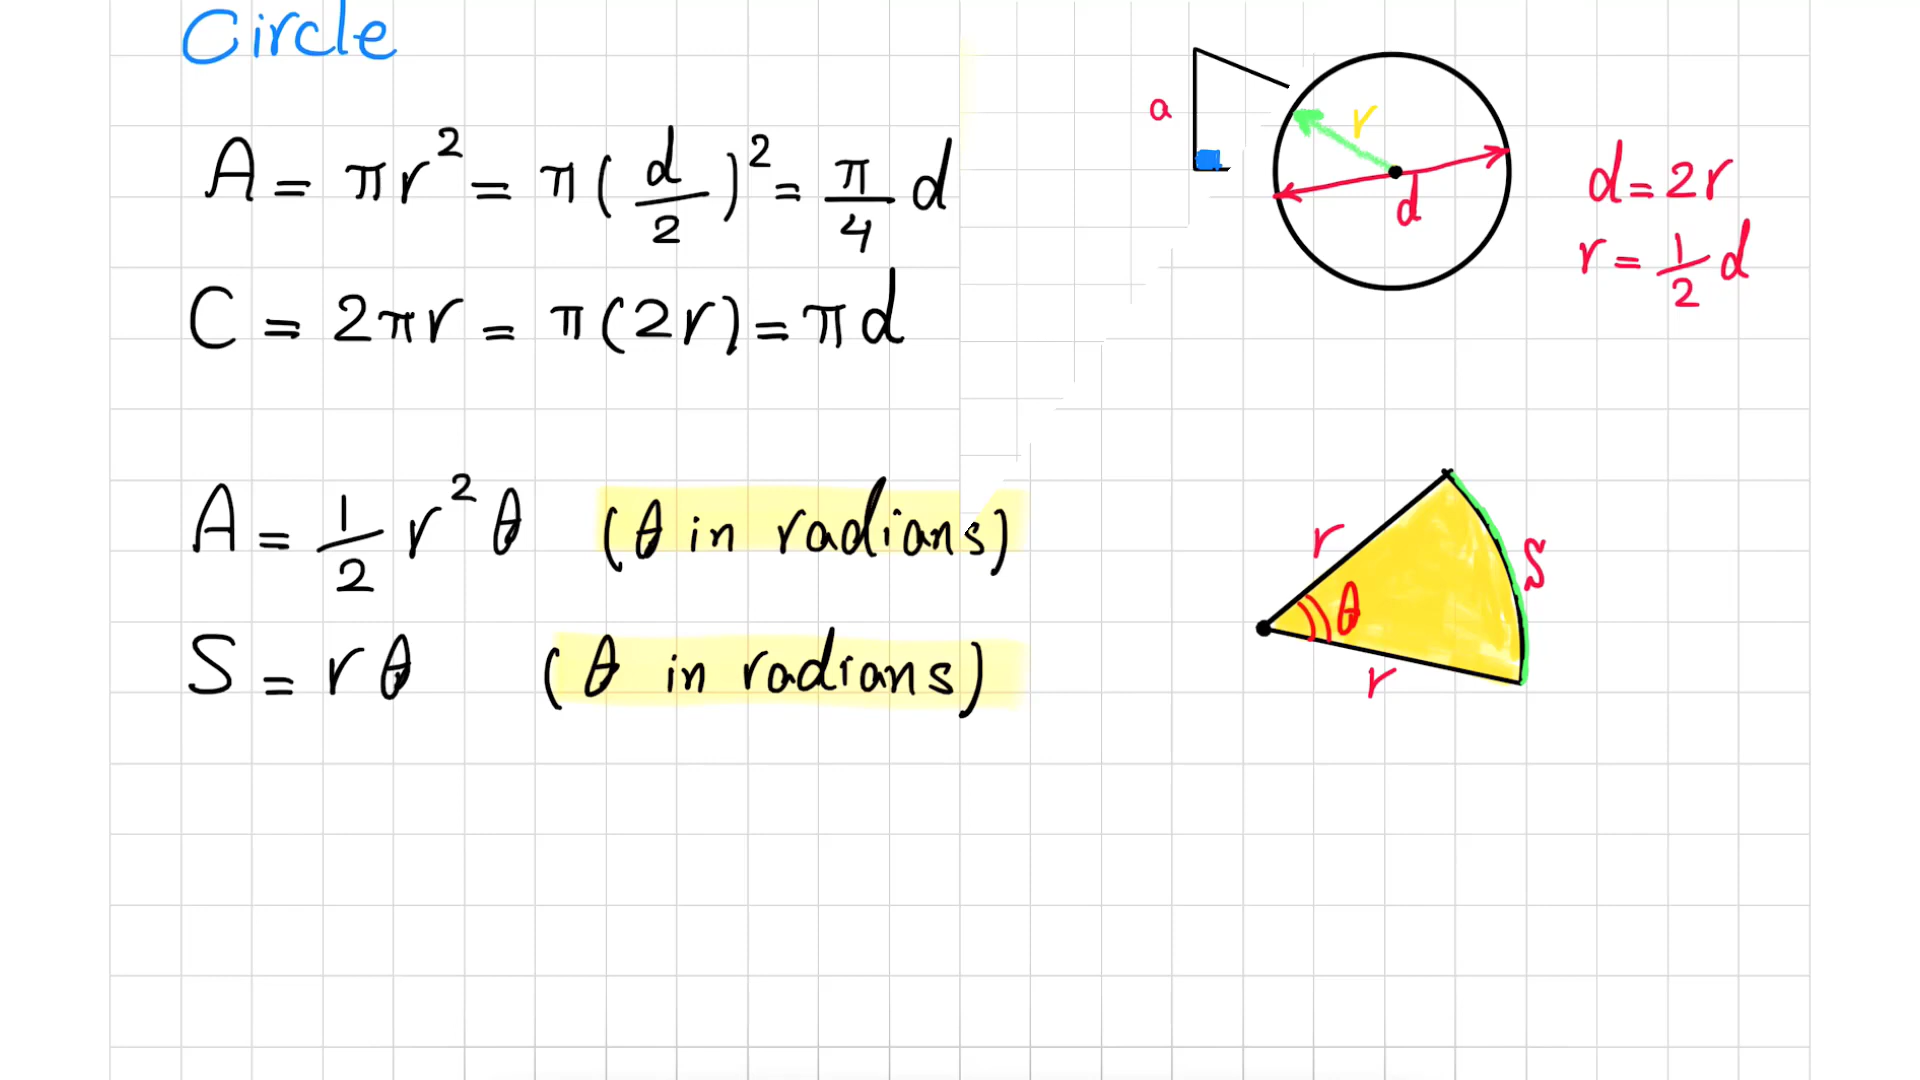 Circle
A = πr² = π(d/2)² = π/4 d
C = 2πr = π(2r) = πd
A = 1/2 r²θ (θ in radians)
S = rθ (θ in radians)
a
r
d
d = 2r
r = 1/2 d
r
θ
S
r